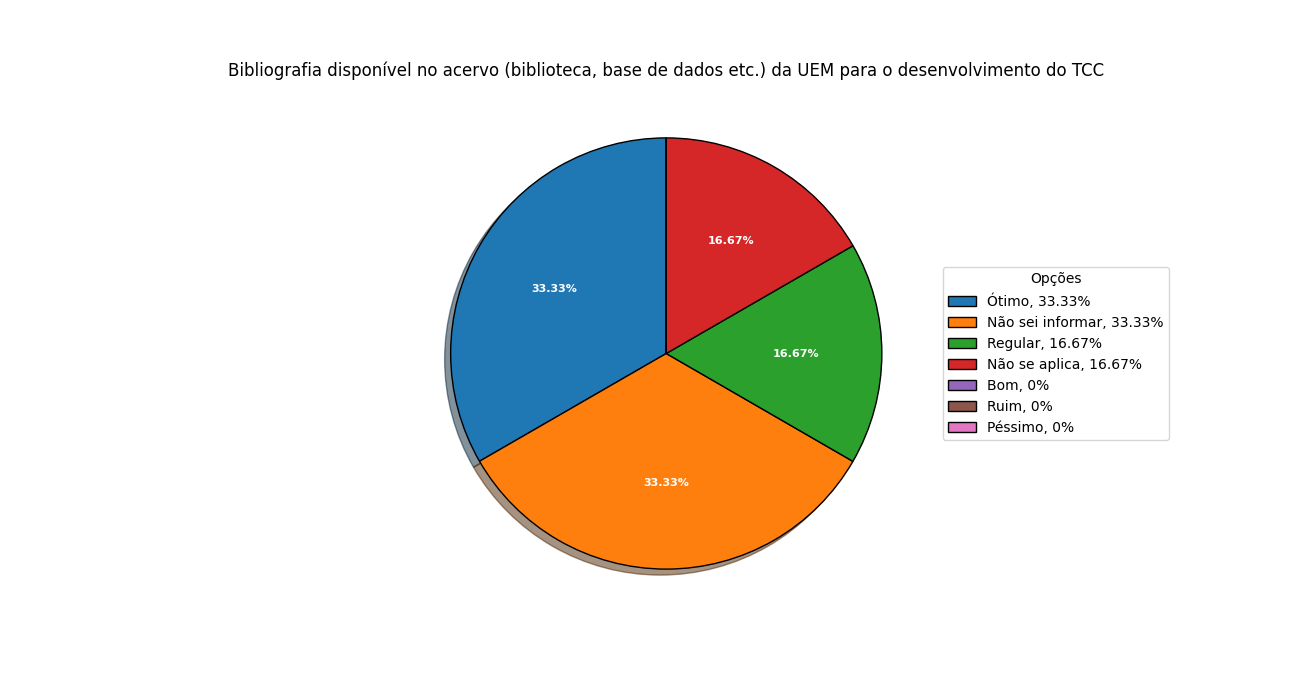 Bibliografia disponível no acervo (biblioteca, base de dados etc.) da UEM para o desenvolvimento do TCC
16.67%
33.33%
16.67%
33.33%
Opções
Ótimo, 33.33%
Não sei informar, 33.33%
Regular, 16.67%
Não se aplica, 16.67%
Bom, 0%
Ruim, 0%
Péssimo, 0%